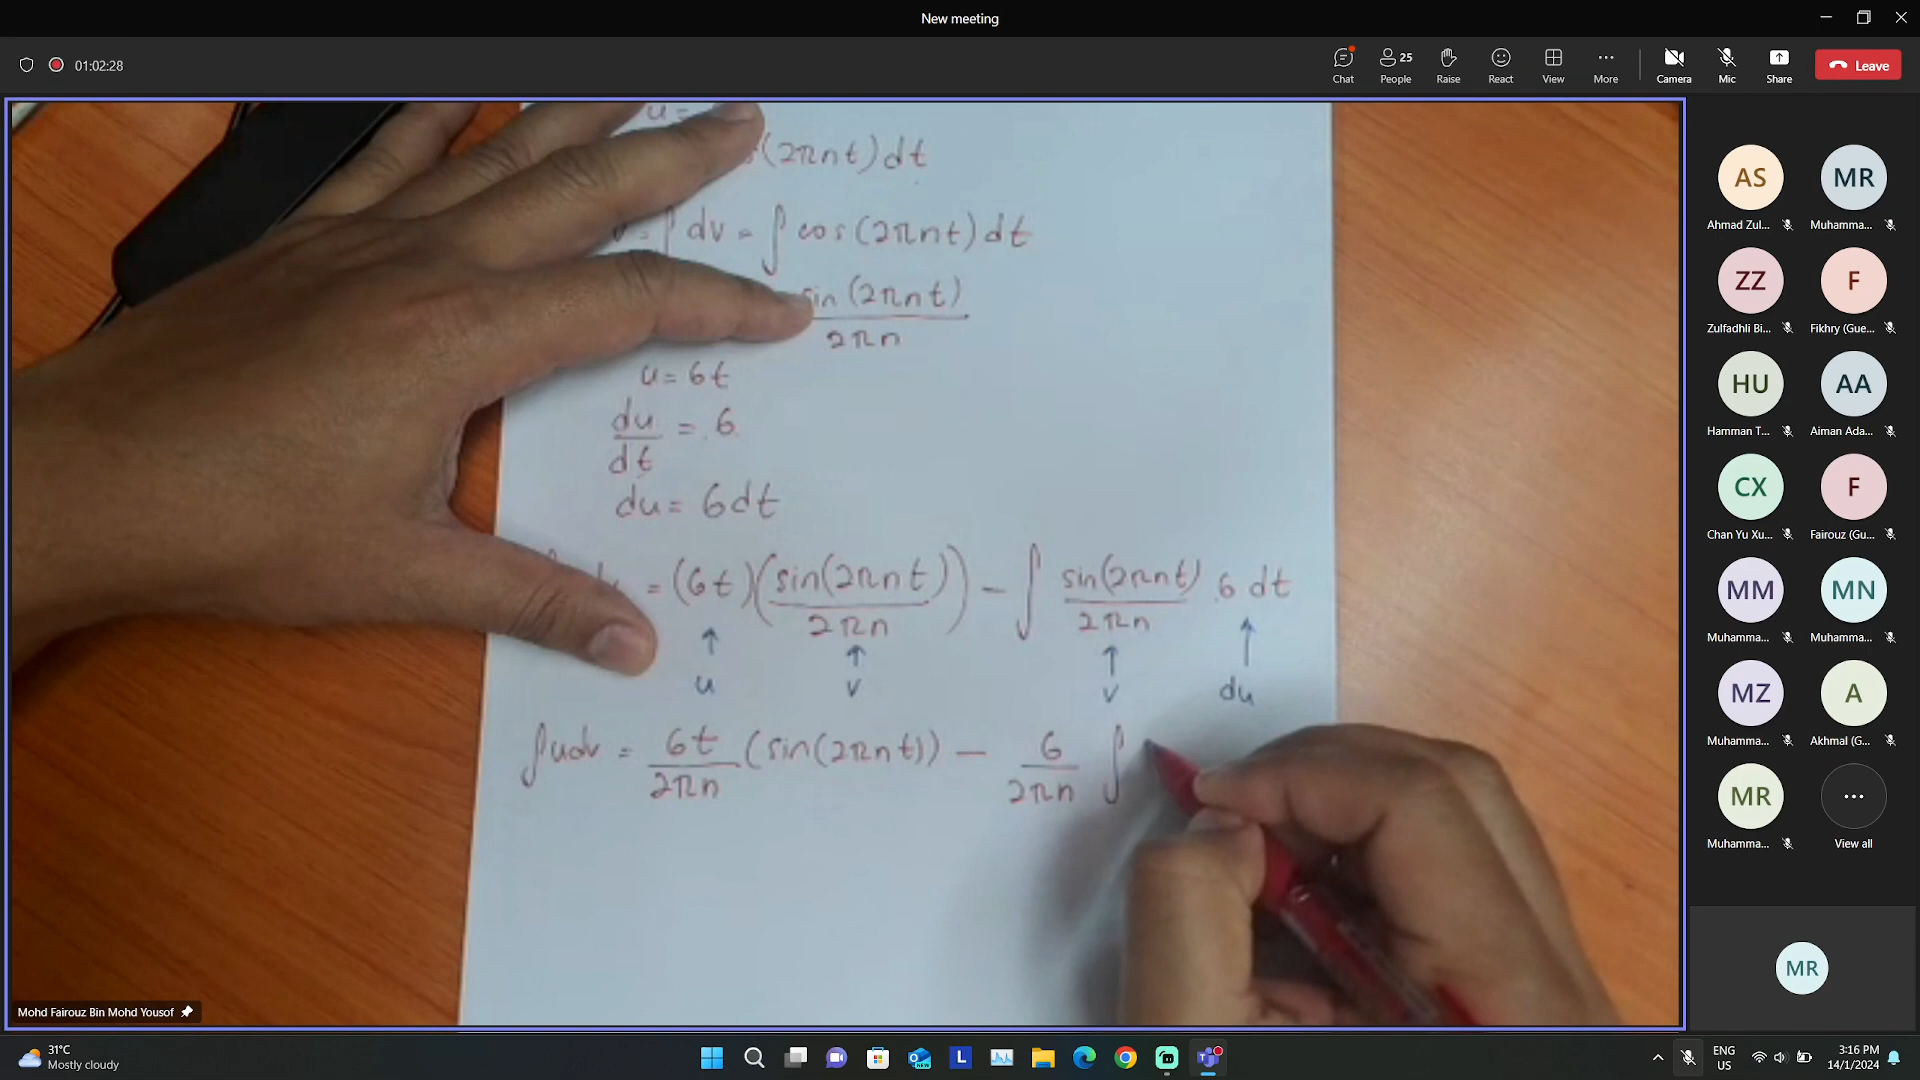 New meeting
01:02:28
Chat
25
People
Raise
React
View
More
Camera
Mic
Share
Leave
u =
(2πnt)dt
v = ∫dv = ∫cos(2πnt)dt
sin(2πnt)
2πn
u = 6t
du
dt
= 6
du = 6dt
= (6t)(sin(2πnt)/2πn) - ∫ sin(2πnt)/2πn . 6 dt
u v v du
∫udv = 6t/2πn (sin(2πnt)) - 6/2πn ∫
Mohd Fairouz Bin Mohd Yousof
AS
Ahmad Zul...
MR
Muhamma...
ZZ
Zulfadhli Bi...
F
Fikhry (Gue...
HU
Hamman T...
AA
Aiman Ada...
CX
Chan Yu Xu...
F
Fairouz (Gu...
MM
Muhamma...
MN
Muhamma...
MZ
Muhamma...
A
Akhmal (G...
MR
Muhamma...
View all
MR
31°C
Mostly cloudy
NEW
L
ENG
US
3:16 PM
14/1/2024